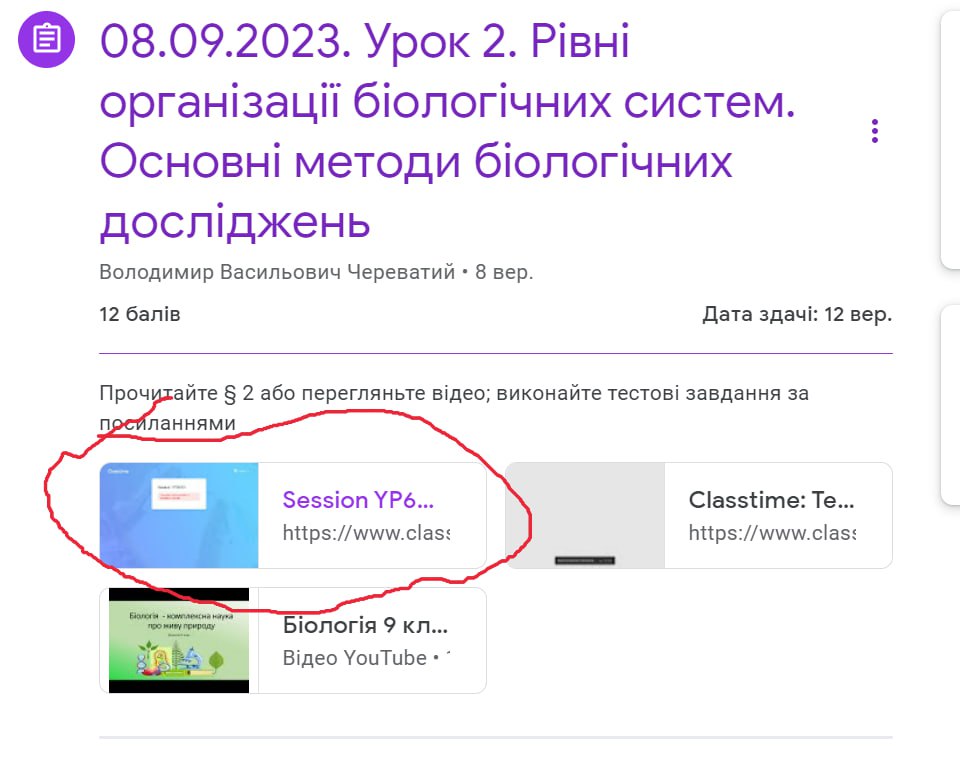 08.09.2023. Урок 2. Рівні
організації біологічних систем.
Основні методи біологічних
досліджень
Володимир Васильович Череватий • 8 вер.
12 балів
Дата здачі: 12 вер.
Прочитайте § 2 або перегляньте відео; виконайте тестові завдання за
посиланнями
Session YP6...
https://www.class
Classtime: Te...
https://www.class
Біологія - комплексна наука
про живу природу
Біологія 9 кл...
Відео YouTube •